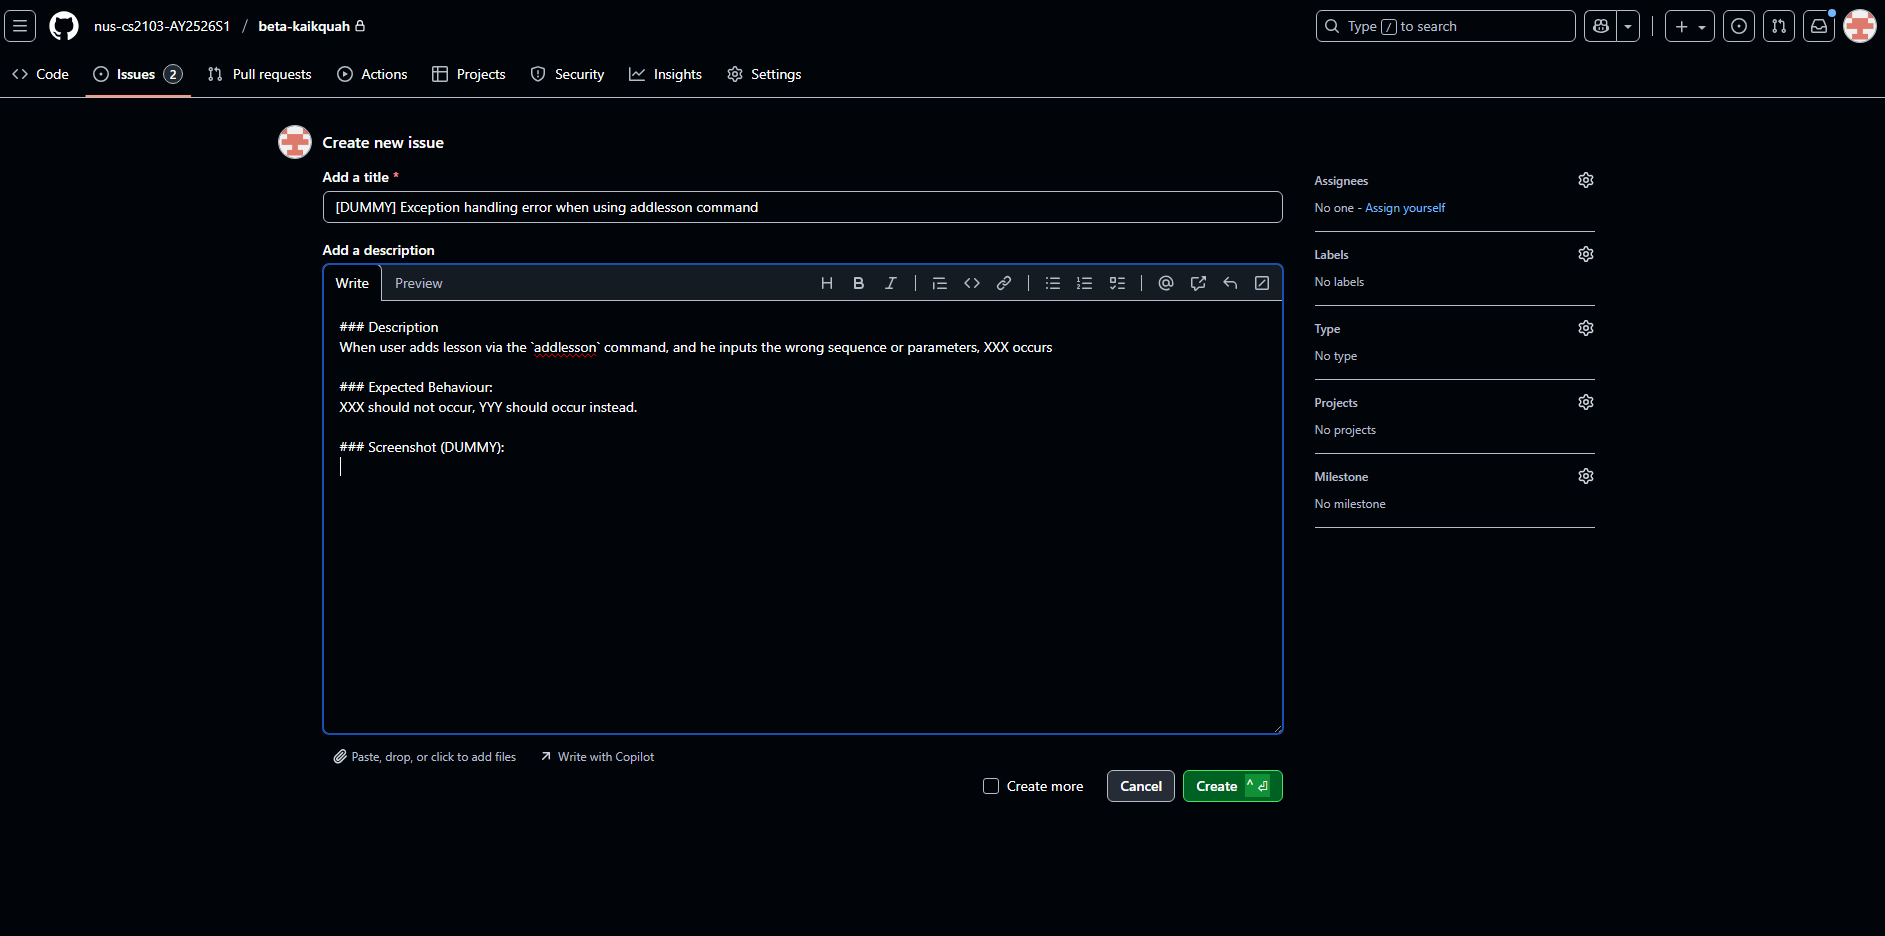 nus-cs2103-AY2526S1 / beta-kaikquah
Type / to search
Code
Issues 2
Pull requests
Actions
Projects
Security
Insights
Settings
Create new issue
Add a title *
[DUMMY] Exception handling error when using addlesson command
Add a description
Write
Preview
### Description
When user adds lesson via the `addlesson` command, and he inputs the wrong sequence or parameters, XXX occurs
### Expected Behaviour:
XXX should not occur, YYY should occur instead.
### Screenshot (DUMMY):
Paste, drop, or click to add files
Write with Copilot
Create more
Cancel
Create
Assignees
No one - Assign yourself
Labels
No labels
Type
No type
Projects
No projects
Milestone
No milestone